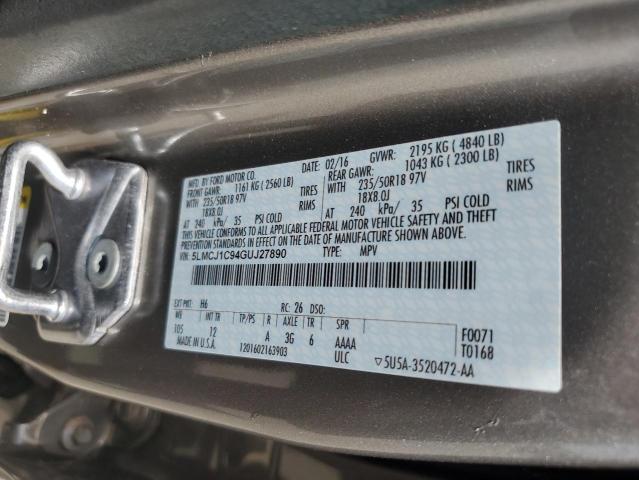 MFD. BY FORD MOTOR CO.
DATE: 02/16 GVWR: 2195 KG ( 4840 LB)
FRONT GAWR: 1161 KG ( 2560 LB) REAR GAWR: 1043 KG ( 2300 LB)
WITH 235/50R18 97V TIRES WITH 235/50R18 97V TIRES
18X8.0J RIMS 18X8.0J RIMS
AT 240 kPa/ 35 PSI COLD AT 240 kPa/ 35 PSI COLD
THIS VEHICLE CONFORMS TO ALL APPLICABLE FEDERAL MOTOR VEHICLE SAFETY AND THEFT
PREVENTION STANDARDS IN EFFECT ON THE DATE OF MANUFACTURE SHOWN ABOVE.
VIN: 5LMCJ1C94GUJ27890 TYPE: MPV
EXT PNT: H6 RC: 26 DSO: F0071
WB INT TR TP/PS R AXLE TR SPR T0168
105 12 A 3G 6 AAAA
MADE IN U.S.A. 1201602163903 ULC ▽5U5A-3520472-AA